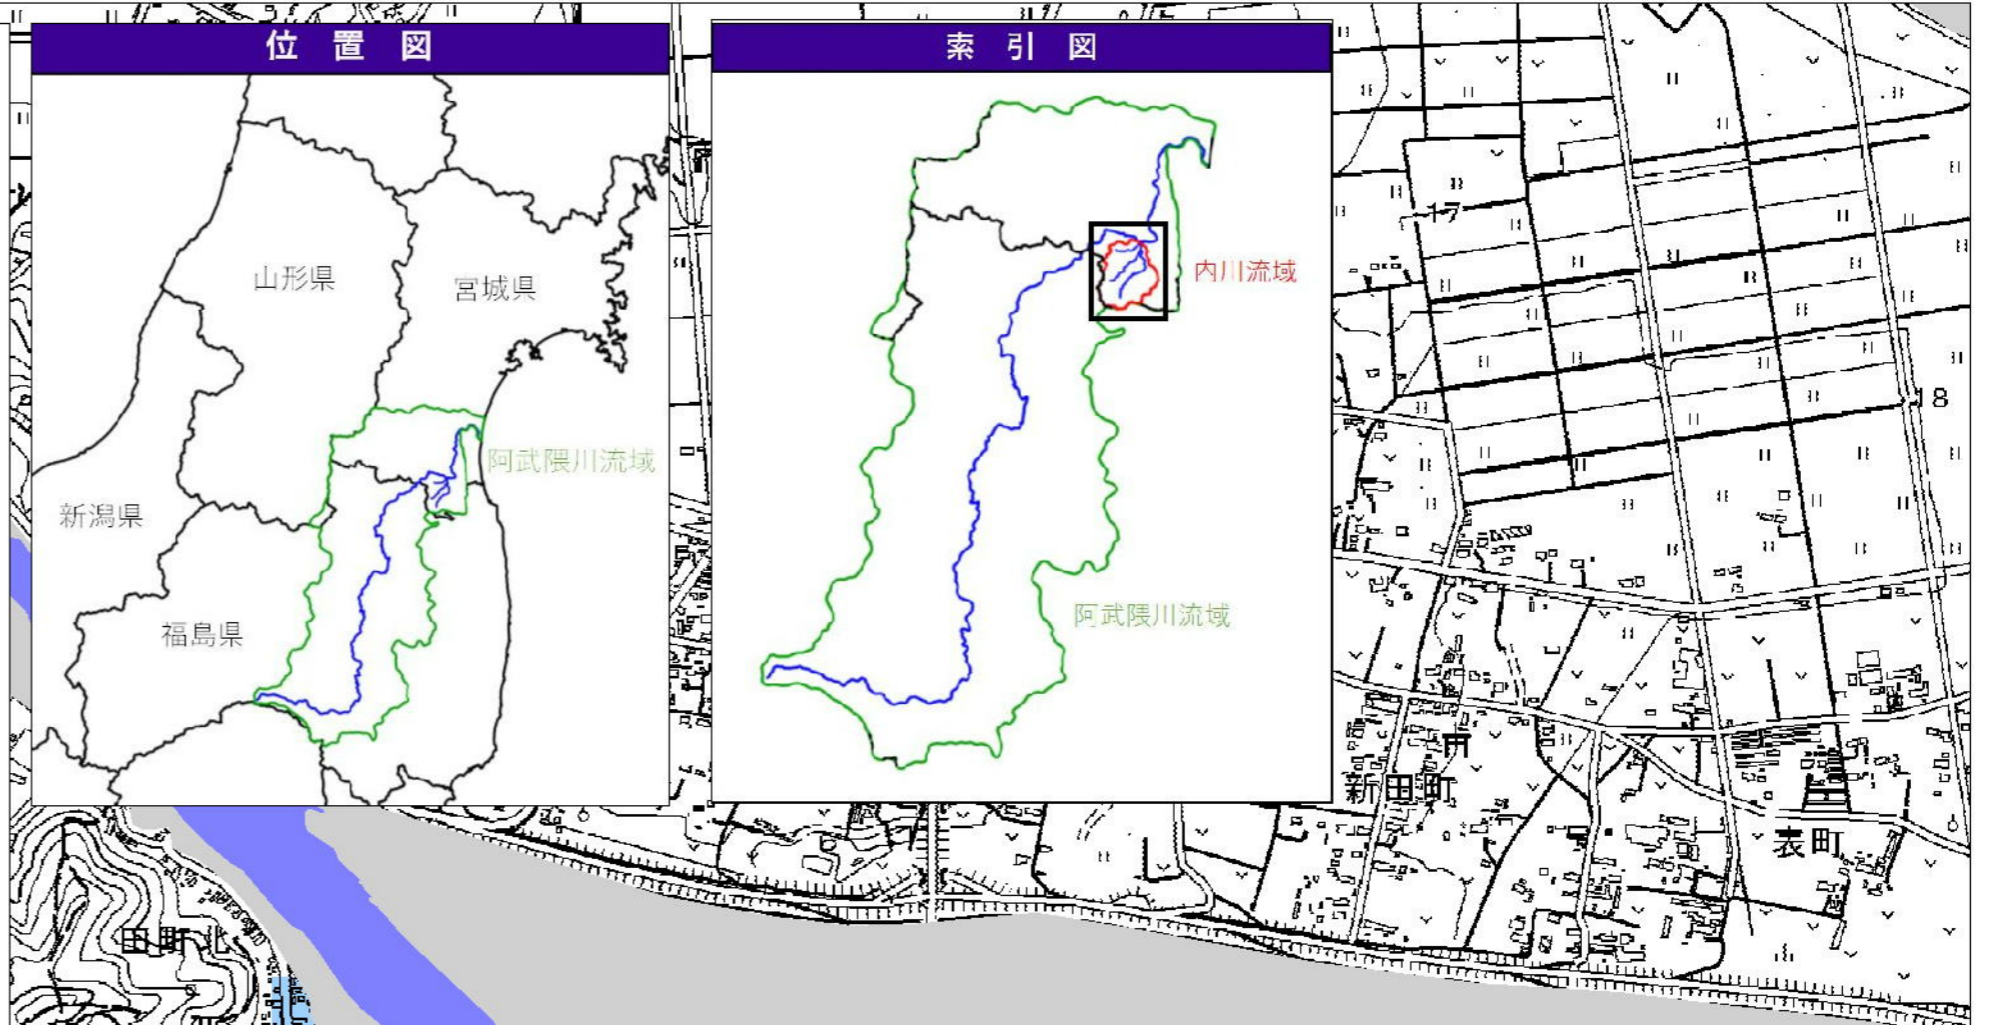 位置図
索引図
山形県
宮城県
内川流域
阿武隈川流域
新潟県
福島県
阿武隈川流域
17
18
新田町
表町
田町北